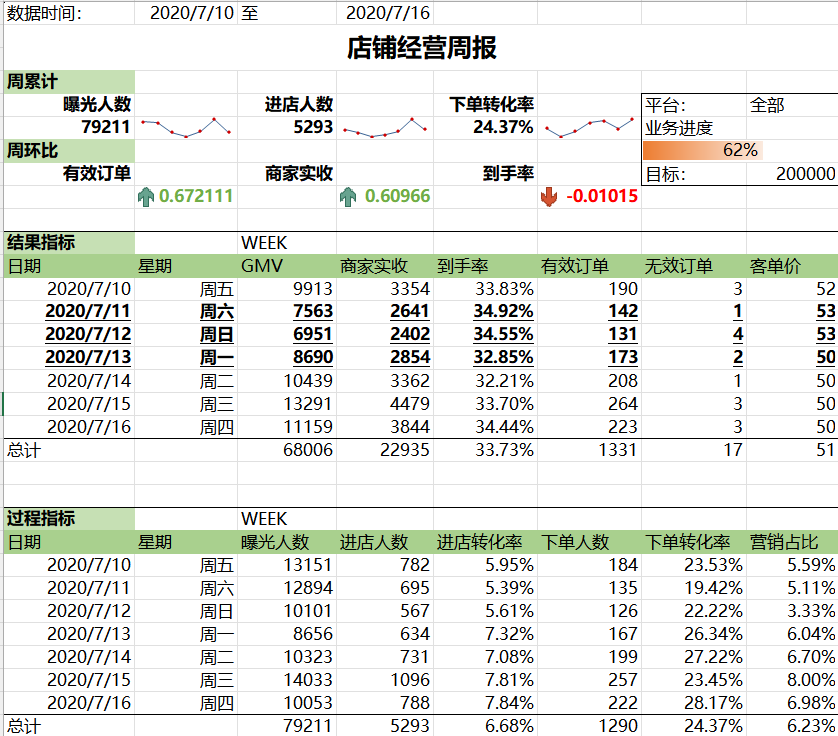 数据时间： 2020/7/10 至 2020/7/16
店铺经营周报
周累计
曝光人数 进店人数 下单转化率 平台： 全部
79211 5293 24.37% 业务进度
周环比 62%
有效订单 商家实收 到手率 目标： 200000
0.672111 0.60966 -0.01015
结果指标 WEEK
日期 星期 GMV 商家实收 到手率 有效订单 无效订单 客单价
2020/7/10 周五 9913 3354 33.83% 190 3 52
2020/7/11 周六 7563 2641 34.92% 142 1 53
2020/7/12 周日 6951 2402 34.55% 131 4 53
2020/7/13 周一 8690 2854 32.85% 173 2 50
2020/7/14 周二 10439 3362 32.21% 208 1 50
2020/7/15 周三 13291 4479 33.70% 264 3 50
2020/7/16 周四 11159 3844 34.44% 223 3 50
总计 68006 22935 33.73% 1331 17 51
过程指标 WEEK
日期 星期 曝光人数 进店人数 进店转化率 下单人数 下单转化率 营销占比
2020/7/10 周五 13151 782 5.95% 184 23.53% 5.59%
2020/7/11 周六 12894 695 5.39% 135 19.42% 5.11%
2020/7/12 周日 10101 567 5.61% 126 22.22% 3.33%
2020/7/13 周一 8656 634 7.32% 167 26.34% 6.04%
2020/7/14 周二 10323 731 7.08% 199 27.22% 6.70%
2020/7/15 周三 14033 1096 7.81% 257 23.45% 8.00%
2020/7/16 周四 10053 788 7.84% 222 28.17% 6.98%
总计 79211 5293 6.68% 1290 24.37% 6.23%